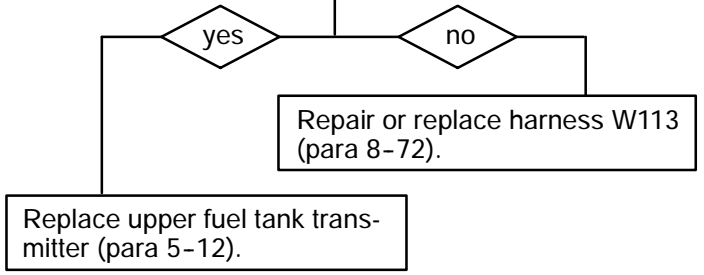 yes
no
Repair or replace harness W113
(para 8-72).
Replace upper fuel tank trans-
mitter (para 5-12).